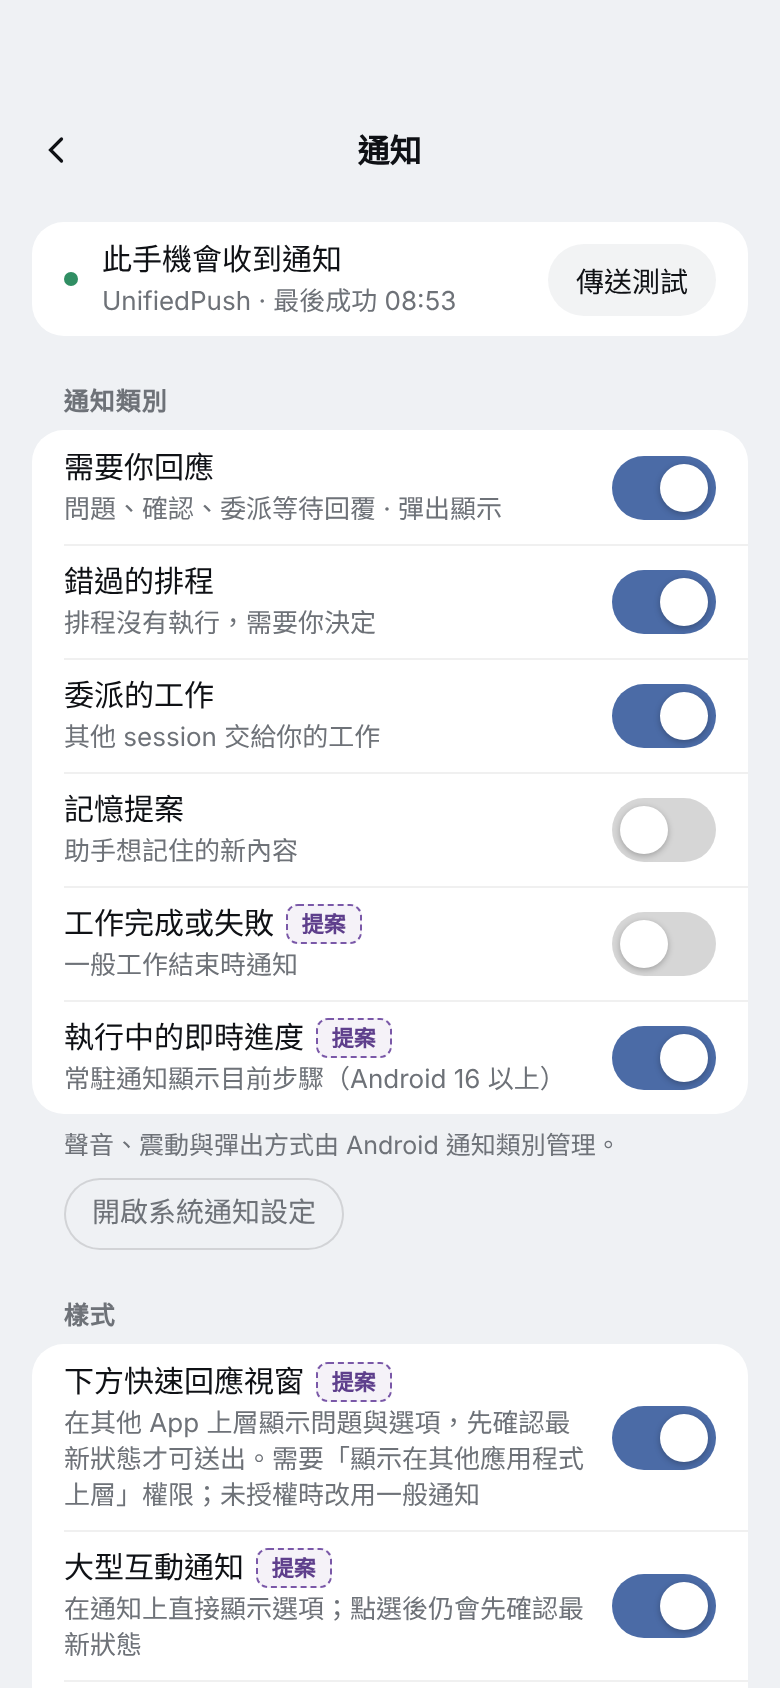 通知
此手機會收到通知
UnifiedPush · 最後成功 08:53
傳送測試
通知類別
需要你回應
問題、確認、委派等待回覆 · 彈出顯示
錯過的排程
排程沒有執行，需要你決定
委派的工作
其他 session 交給你的工作
記憶提案
助手想記住的新內容
工作完成或失敗 提案
一般工作結束時通知
執行中的即時進度 提案
常駐通知顯示目前步驟（Android 16 以上）
聲音、震動與彈出方式由 Android 通知類別管理。
開啟系統通知設定
樣式
下方快速回應視窗 提案
在其他 App 上層顯示問題與選項，先確認最
新狀態才可送出。需要「顯示在其他應用程式
上層」權限；未授權時改用一般通知
大型互動通知 提案
在通知上直接顯示選項；點選後仍會先確認最
新狀態